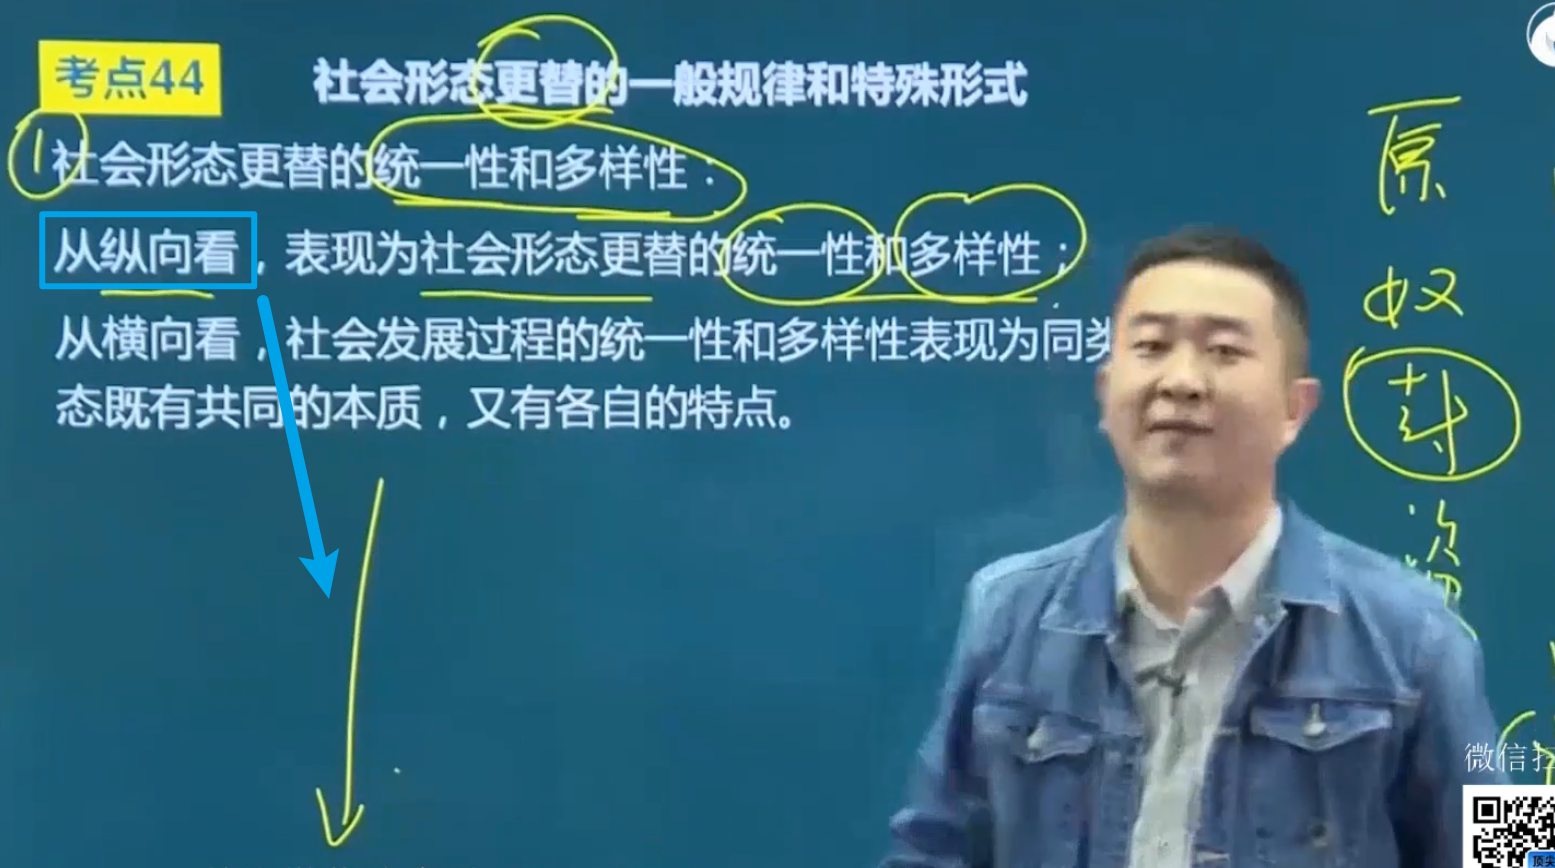 考点44 社会形态更替的一般规律和特殊形式
1社会形态更替的统一性和多样性：
从纵向看，表现为社会形态更替的统一性和多样性；
从横向看，社会发展过程的统一性和多样性表现为同类
态既有共同的本质，又有各自的特点。
原
奴
封
资
微信扫
顶尖